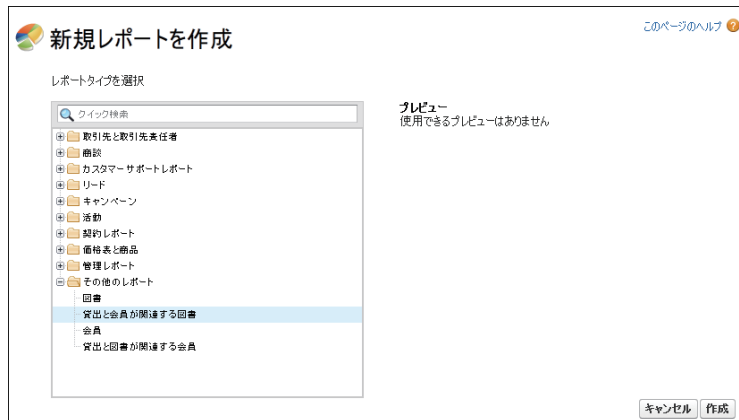 このページのヘルプ
新規レポートを作成
レポートタイプを選択
クイック検索
取引先と取引先責任者
商談
カスタマーサポートレポート
リード
キャンペーン
活動
契約レポート
価格表と商品
管理レポート
その他のレポート
図書
貸出と会員が関連する図書
会員
貸出と図書が関連する会員
プレビュー
使用できるプレビューはありません
キャンセル 作成